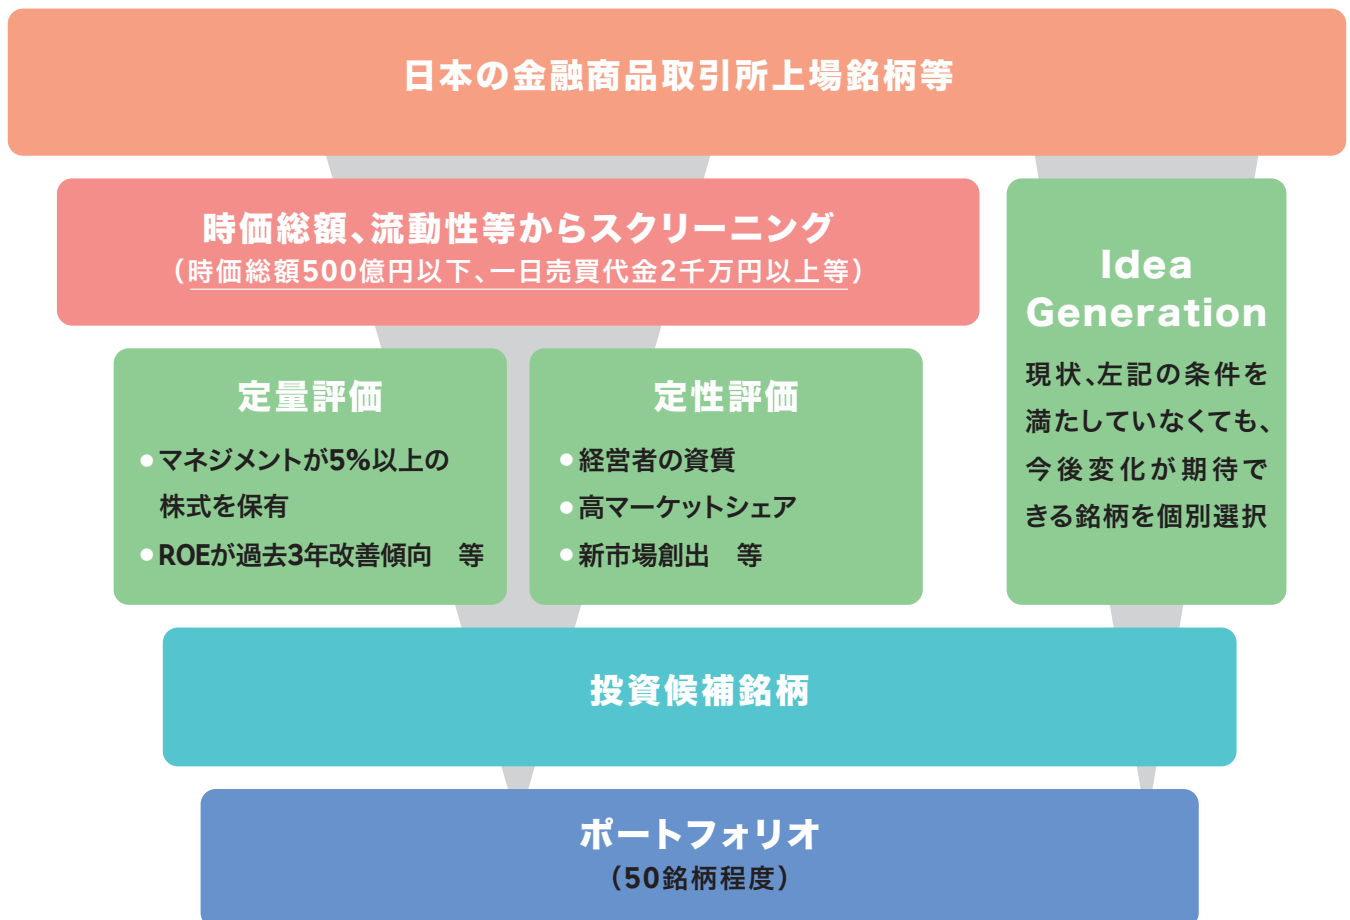 日本の金融商品取引所上場銘柄等
時価総額、流動性等からスクリーニング
（時価総額500億円以下、一日売買代金2千万円以上等）
定量評価
●マネジメントが5%以上の
株式を保有
●ROEが過去3年改善傾向　等
定性評価
●経営者の資質
●高マーケットシェア
●新市場創出　等
Idea
Generation
現状、左記の条件を
満たしていなくても、
今後変化が期待で
きる銘柄を個別選択
投資候補銘柄
ポートフォリオ
（50銘柄程度）